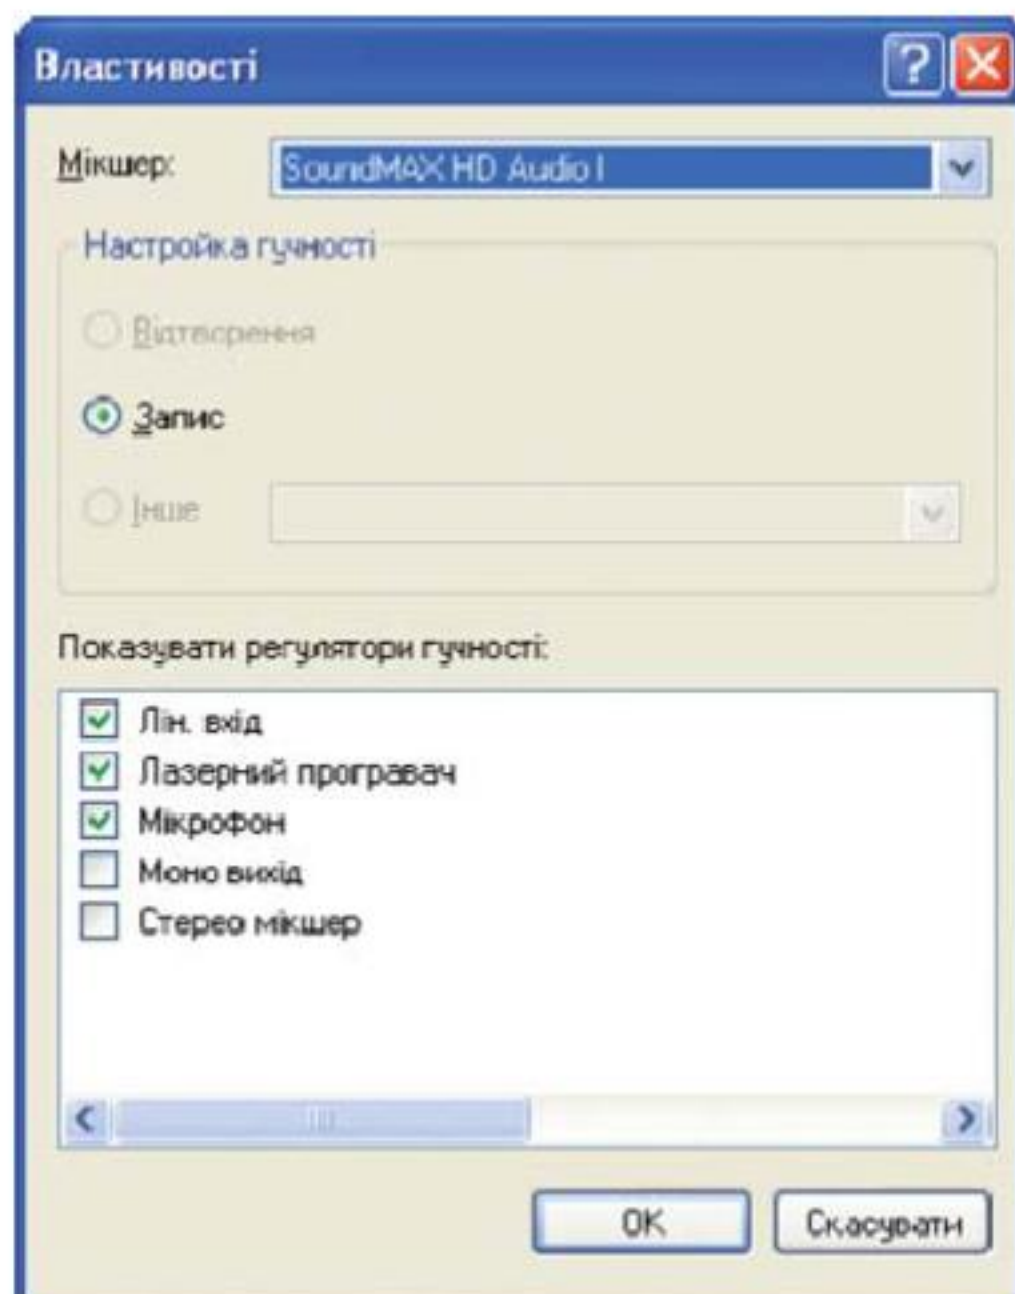 Властивості
Мікшер: SoundMAX HD Audio I
Настройка гучності
Відтворення
Запис
Інше
Показувати регулятори гучності:
Лін. вхід
Лазерний програвач
Мікрофон
Моно вихід
Стерео мікшер
ОК Скасувати